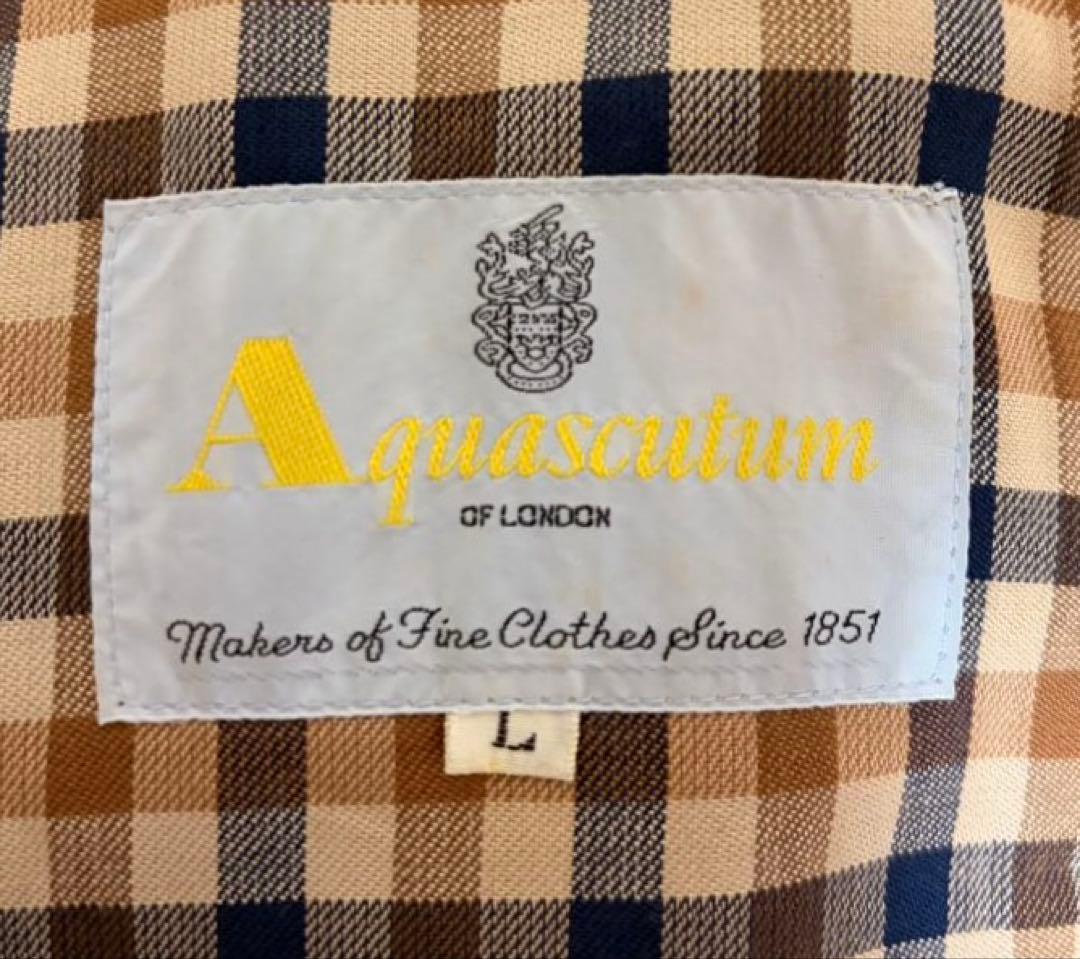 Aquascutum
OF LONDON
Makers of Fine Clothes Since 1851
L